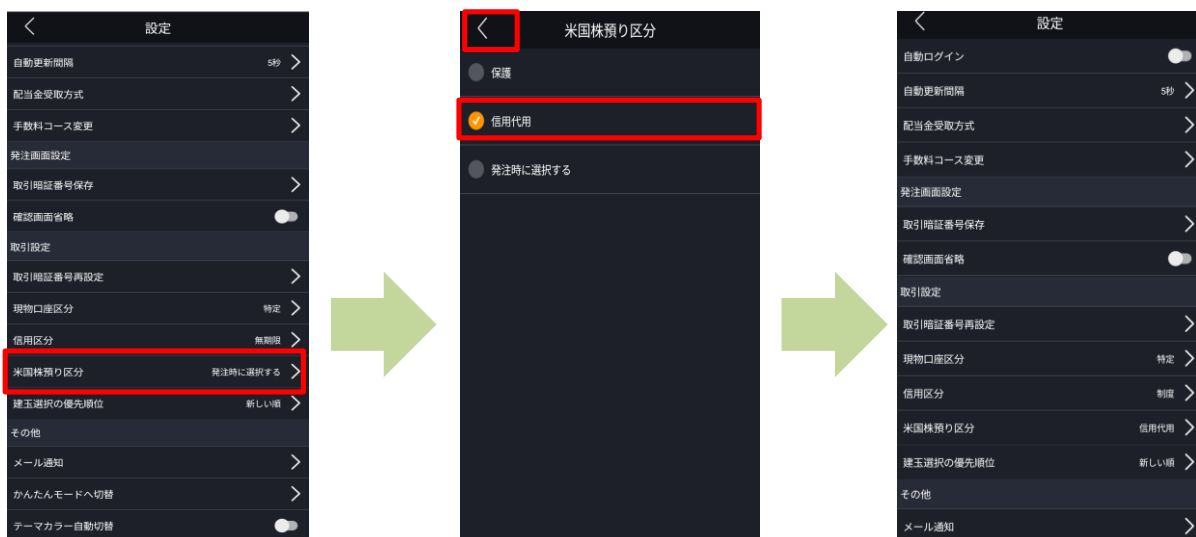 設定
自動更新間隔 5秒
配当金受取方式
手数料コース変更
発注画面設定
取引暗証番号保存
確認画面省略
取引設定
取引暗証番号再設定
現物口座区分 特定
信用区分 無期限
米国株預り区分 発注時に選択する
建玉選択の優先順位 新しい順
その他
メール通知
かんたんモードへ切替
テーマカラー自動切替
米国株預り区分
保護
信用代用
発注時に選択する
設定
自動ログイン
自動更新間隔 5秒
配当金受取方式
手数料コース変更
発注画面設定
取引暗証番号保存
確認画面省略
取引設定
取引暗証番号再設定
現物口座区分 特定
信用区分 制度
米国株預り区分 信用代用
建玉選択の優先順位 新しい順
その他
メール通知